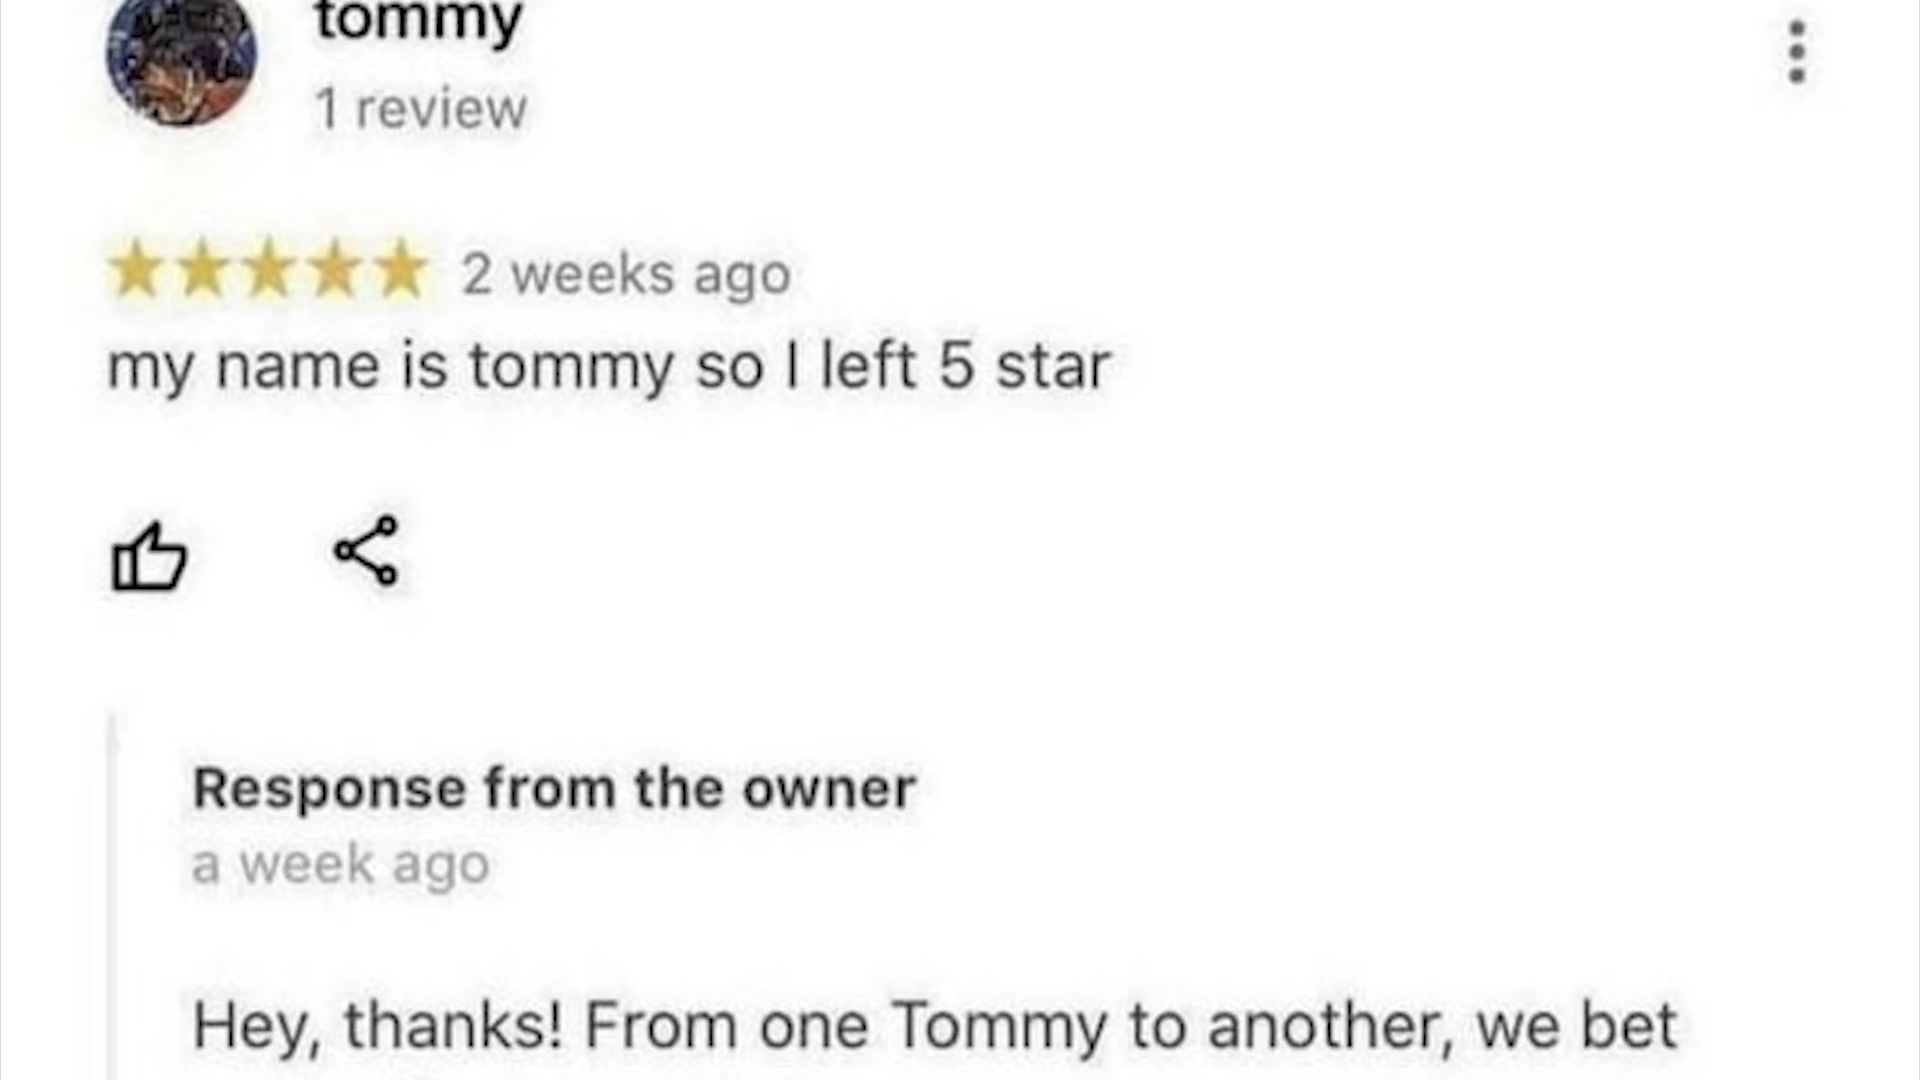 tommy
1 review
2 weeks ago
my name is tommy so I left 5 star
Response from the owner
a week ago
Hey, thanks! From one Tommy to another, we bet